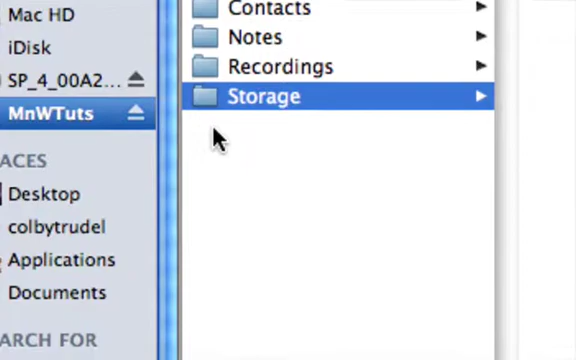 Mac HD
iDisk
SP_4_00A2...
MnWTuts
ACES
Desktop
colbytrudel
Applications
Documents
ARCH FOR
Contacts
Notes
Recordings
Storage